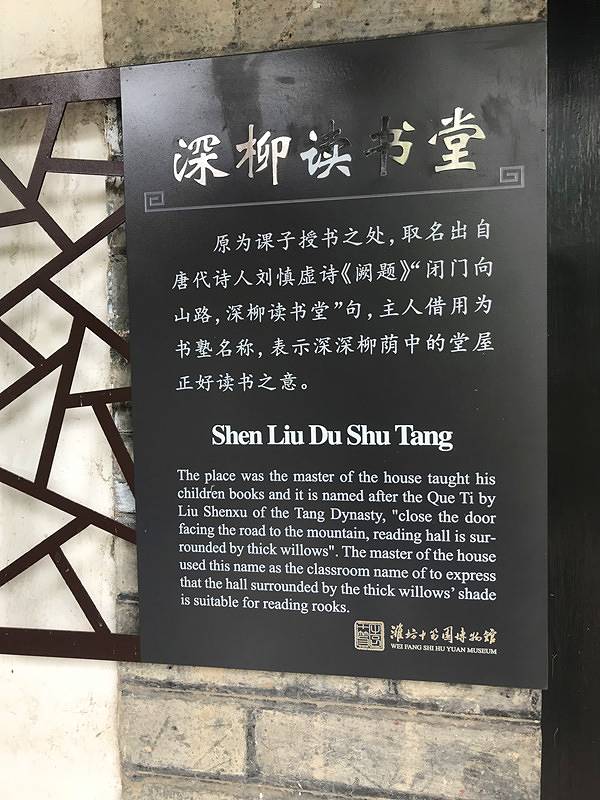 深柳读书堂
原为课子授书之处，取名出自
唐代诗人刘慎虚诗《阙题》“闭门向
山路，深柳读书堂”句，主人借用为
书塾名称，表示深深柳荫中的堂屋
正好读书之意。
Shen Liu Du Shu Tang
The place was the master of the house taught his
children books and it is named after the Que Ti by
Liu Shenxu of the Tang Dynasty, "close the door
facing the road to the mountain, reading hall is sur-
rounded by thick willows". The master of the house
used this name as the classroom name of to express
that the hall surrounded by the thick willows' shade
is suitable for reading rooks.
潍坊十笏园博物馆
WEI FANG SHI HU YUAN MUSEUM